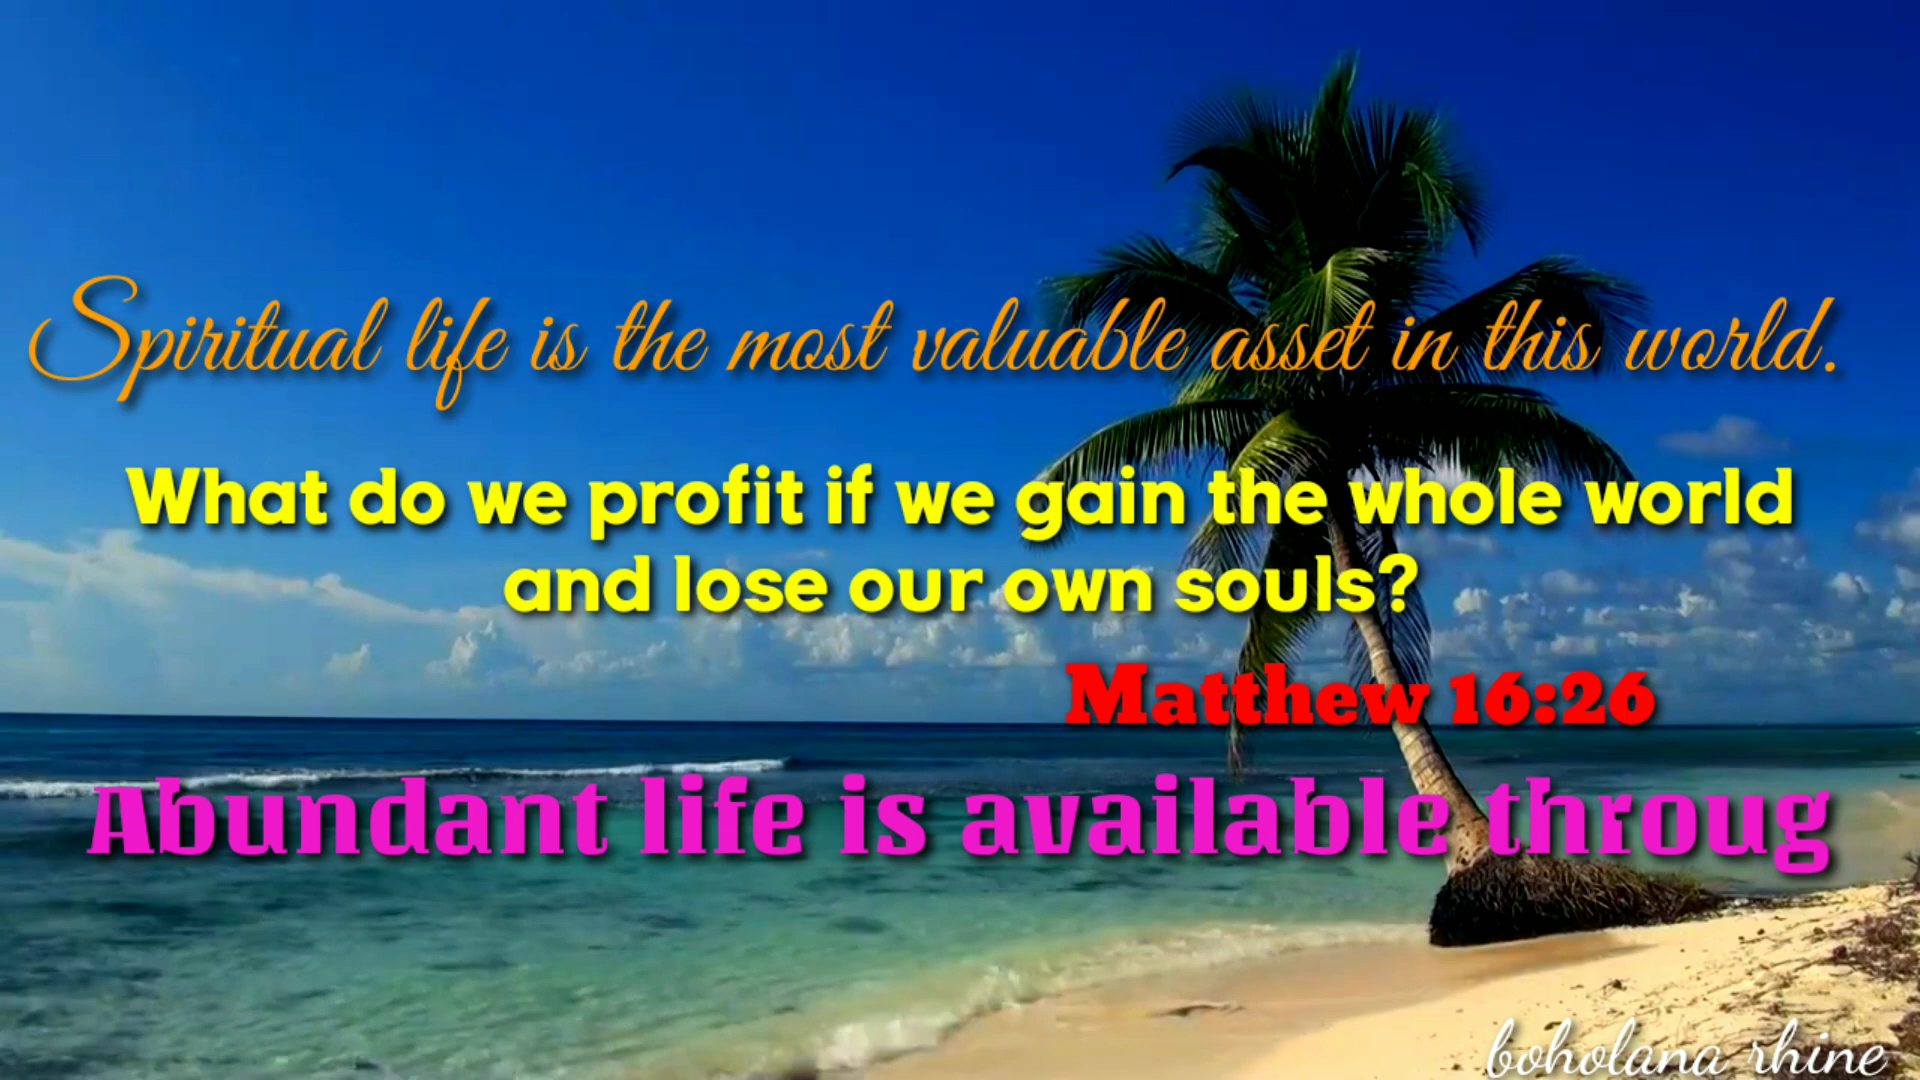 Spiritual life is the most valuable asset in this world.
What do we profit if we gain the whole world
and lose our own souls?
Matthew 16:26
Abundant life is available throug
boholana rhine